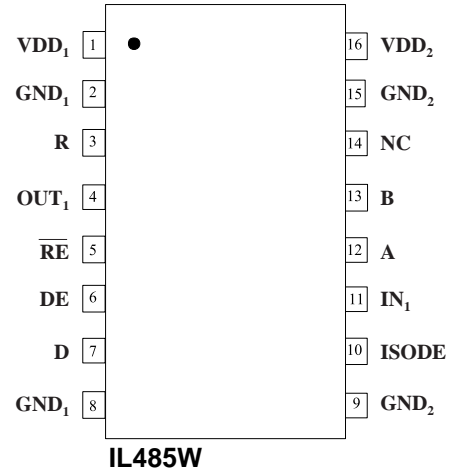 VDD₁ 1 16 VDD₂
GND₁ 2 15 GND₂
R 3 14 NC
OUT₁ 4 13 B
R̅E̅ 5 12 A
DE 6 11 IN₁
D 7 10 ISODE
GND₁ 8 9 GND₂
IL485W